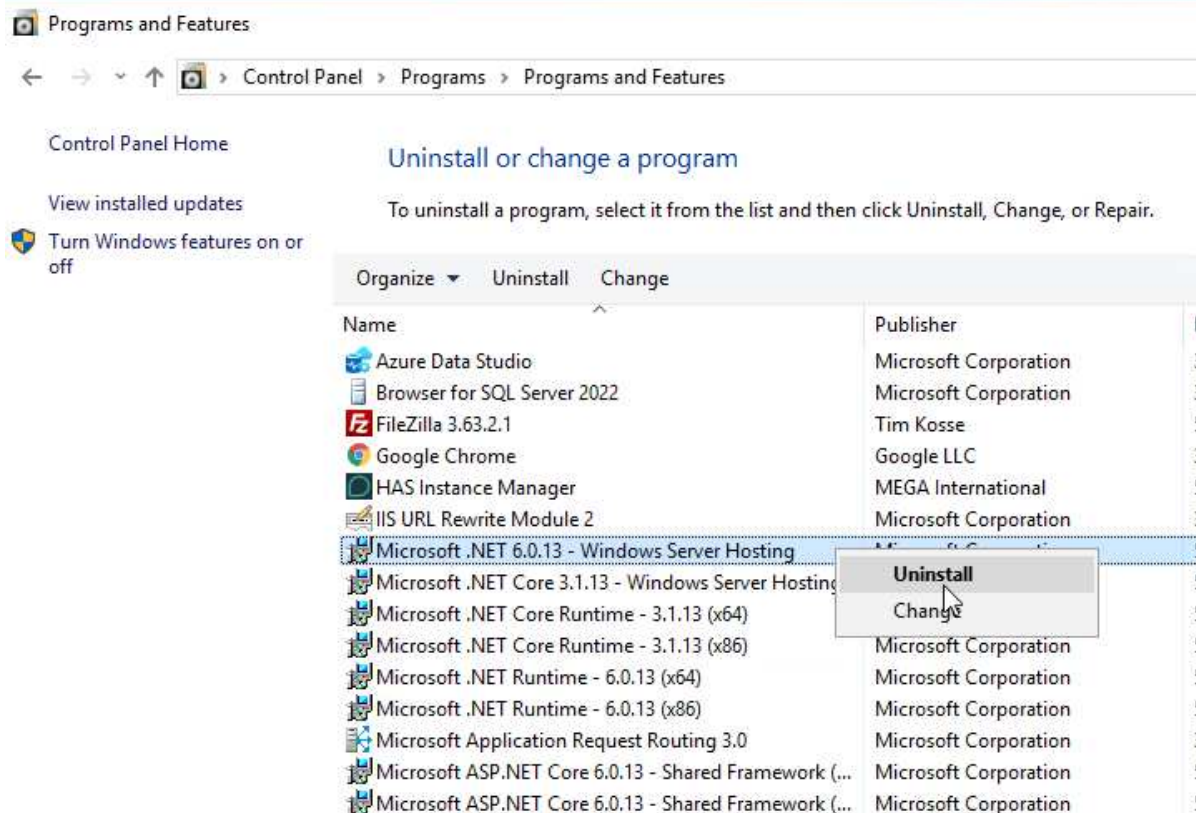 Programs and Features
Control Panel > Programs > Programs and Features
Control Panel Home
Uninstall or change a program
View installed updates
To uninstall a program, select it from the list and then click Uninstall, Change, or Repair.
Turn Windows features on or
off
Organize Uninstall Change
Name Publisher
Azure Data Studio Microsoft Corporation
Browser for SQL Server 2022 Microsoft Corporation
FileZilla 3.63.2.1 Tim Kosse
Google Chrome Google LLC
HAS Instance Manager MEGA International
IIS URL Rewrite Module 2 Microsoft Corporation
Microsoft .NET 6.0.13 - Windows Server Hosting
Uninstall
Microsoft .NET Core 3.1.13 - Windows Server Hosting
Change
Microsoft .NET Core Runtime - 3.1.13 (x64)
Microsoft .NET Core Runtime - 3.1.13 (x86) Microsoft Corporation
Microsoft .NET Runtime - 6.0.13 (x64) Microsoft Corporation
Microsoft .NET Runtime - 6.0.13 (x86) Microsoft Corporation
Microsoft Application Request Routing 3.0 Microsoft Corporation
Microsoft ASP.NET Core 6.0.13 - Shared Framework (... Microsoft Corporation
Microsoft ASP.NET Core 6.0.13 - Shared Framework (... Microsoft Corporation